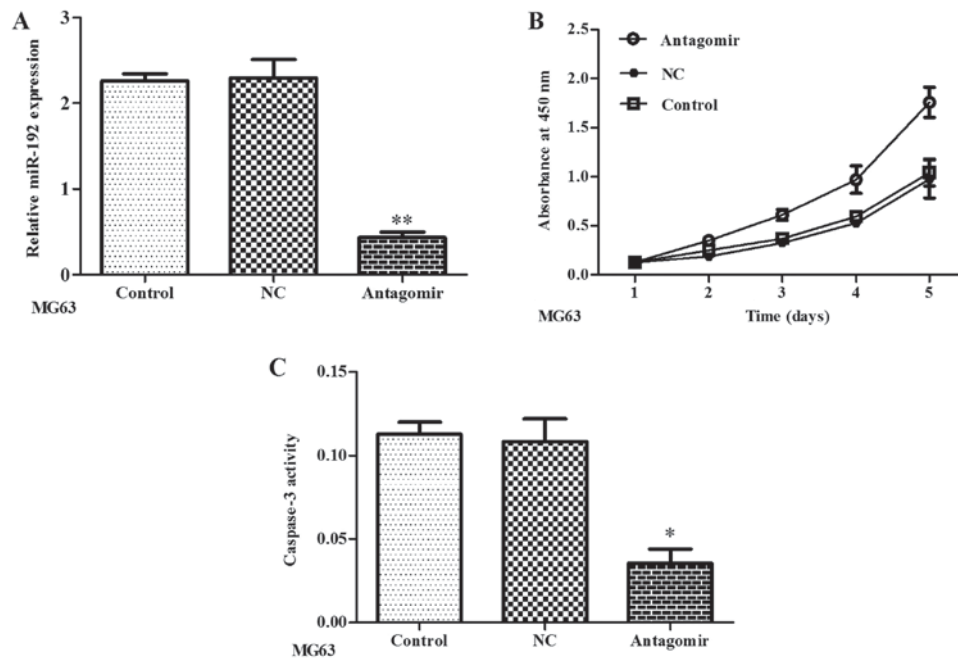 A
Relative miR-192 expression
3
2
1
0
**
Control NC Antagomir
MG63
B
Absorbance at 450 nm
2.5
2.0
1.5
1.0
0.5
0.0
Antagomir
NC
Control
1 2 3 4 5
MG63 Time (days)
C
Caspase-3 activity
0.15
0.10
0.05
0.00
*
Control NC Antagomir
MG63